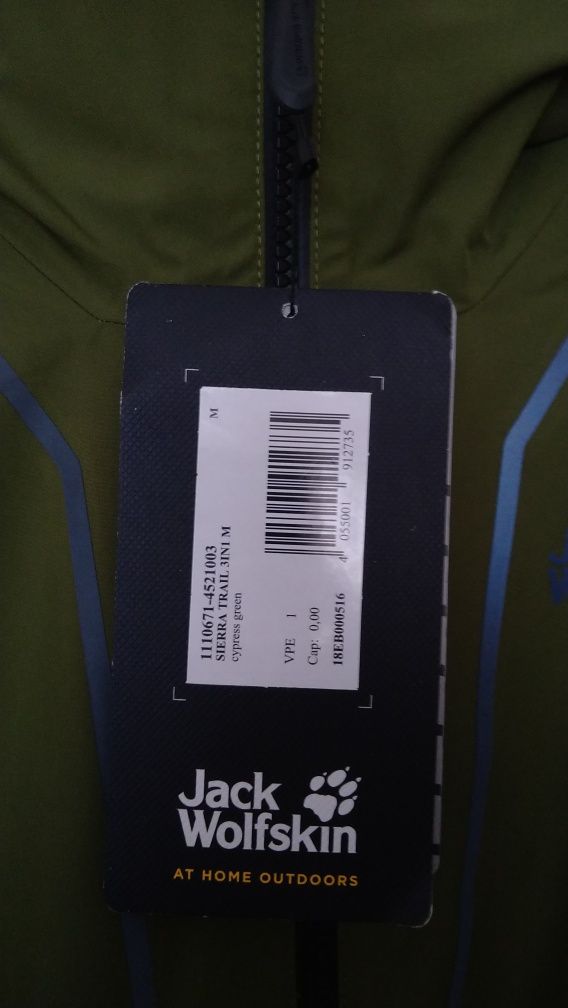 M
1110671-4521003
SIERRA TRAIL 3IN1 M
cypress green
VPE 1
Cap: 0,00
18EB000516
4 055001 912735
Jack
Wolfskin
AT HOME OUTDOORS